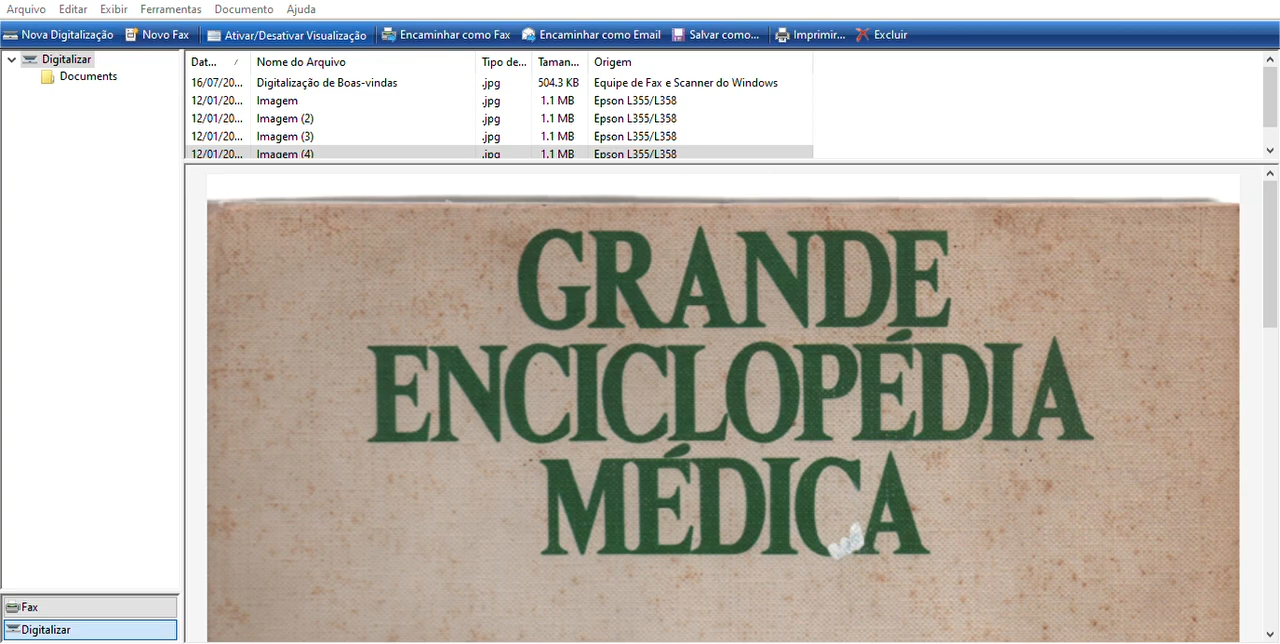 Arquivo Editar Exibir Ferramentas Documento Ajuda
Nova Digitalização Novo Fax Ativar/Desativar Visualização Encaminhar como Fax Encaminhar como Email Salvar como... Imprimir... Excluir
Digitalizar
Documents
Dat... Nome do Arquivo Tipo de... Taman... Origem
16/07/20... Digitalização de Boas-vindas .jpg 504.3 KB Equipe de Fax e Scanner do Windows
12/01/20... Imagem .jpg 1.1 MB Epson L355/L358
12/01/20... Imagem (2) .jpg 1.1 MB Epson L355/L358
12/01/20... Imagem (3) .jpg 1.1 MB Epson L355/L358
12/01/20... Imagem (4) .jpg 1.1 MB Epson L355/L358
GRANDE
ENCICLOPÉDIA
MÉDICA
Fax
Digitalizar